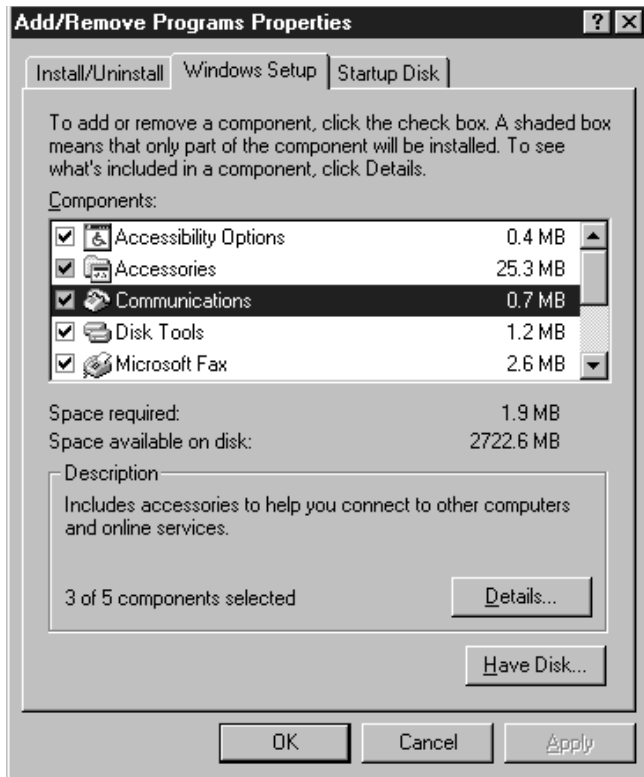 Add/Remove Programs Properties
Install/Uninstall Windows Setup Startup Disk
To add or remove a component, click the check box. A shaded box
means that only part of the component will be installed. To see
what's included in a component, click Details.
Components:
Accessibility Options 0.4 MB
Accessories 25.3 MB
Communications 0.7 MB
Disk Tools 1.2 MB
Microsoft Fax 2.6 MB
Space required: 1.9 MB
Space available on disk: 2722.6 MB
Description
Includes accessories to help you connect to other computers
and online services.
3 of 5 components selected Details...
Have Disk...
OK Cancel Apply